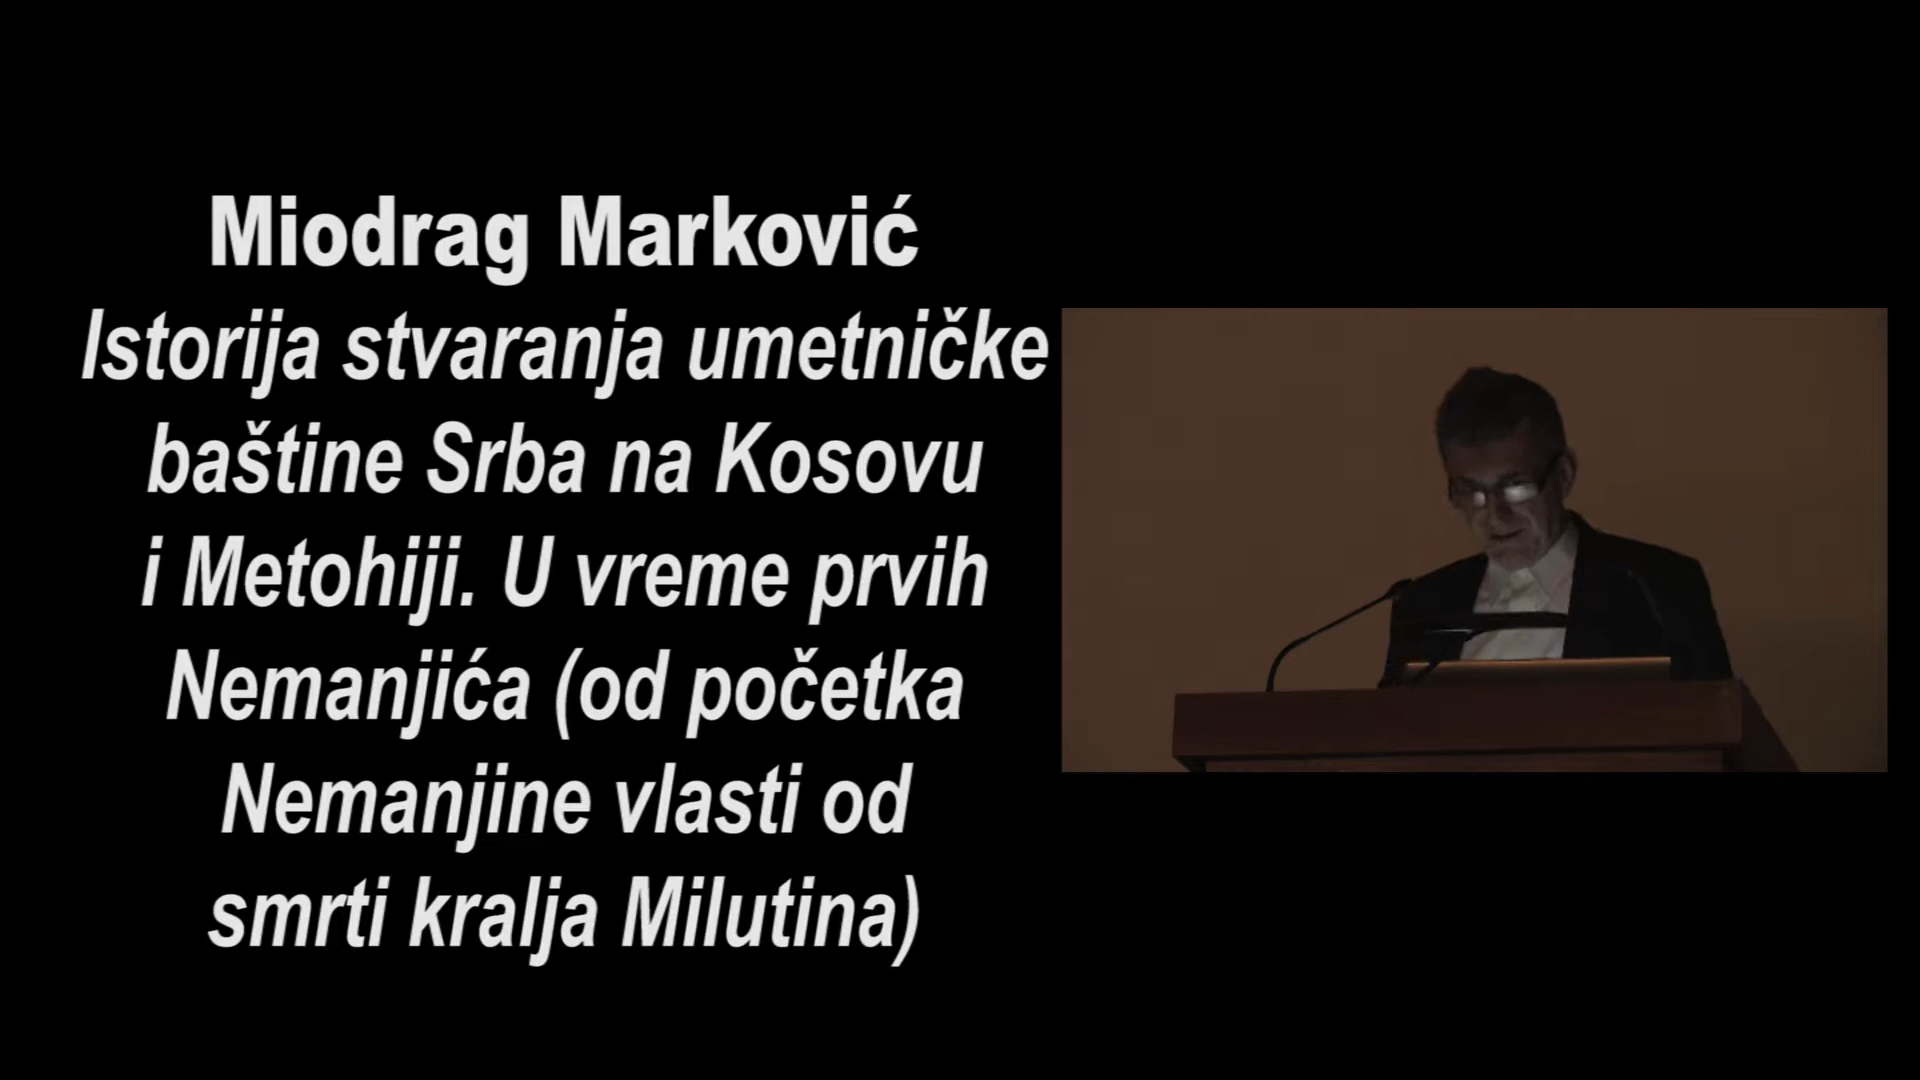 Miodrag Marković
Istorija stvaranja umetničke
baštine Srba na Kosovu
i Metohiji. U vreme prvih
Nemanjića (od početka
Nemanjine vlasti od
smrti kralja Milutina)